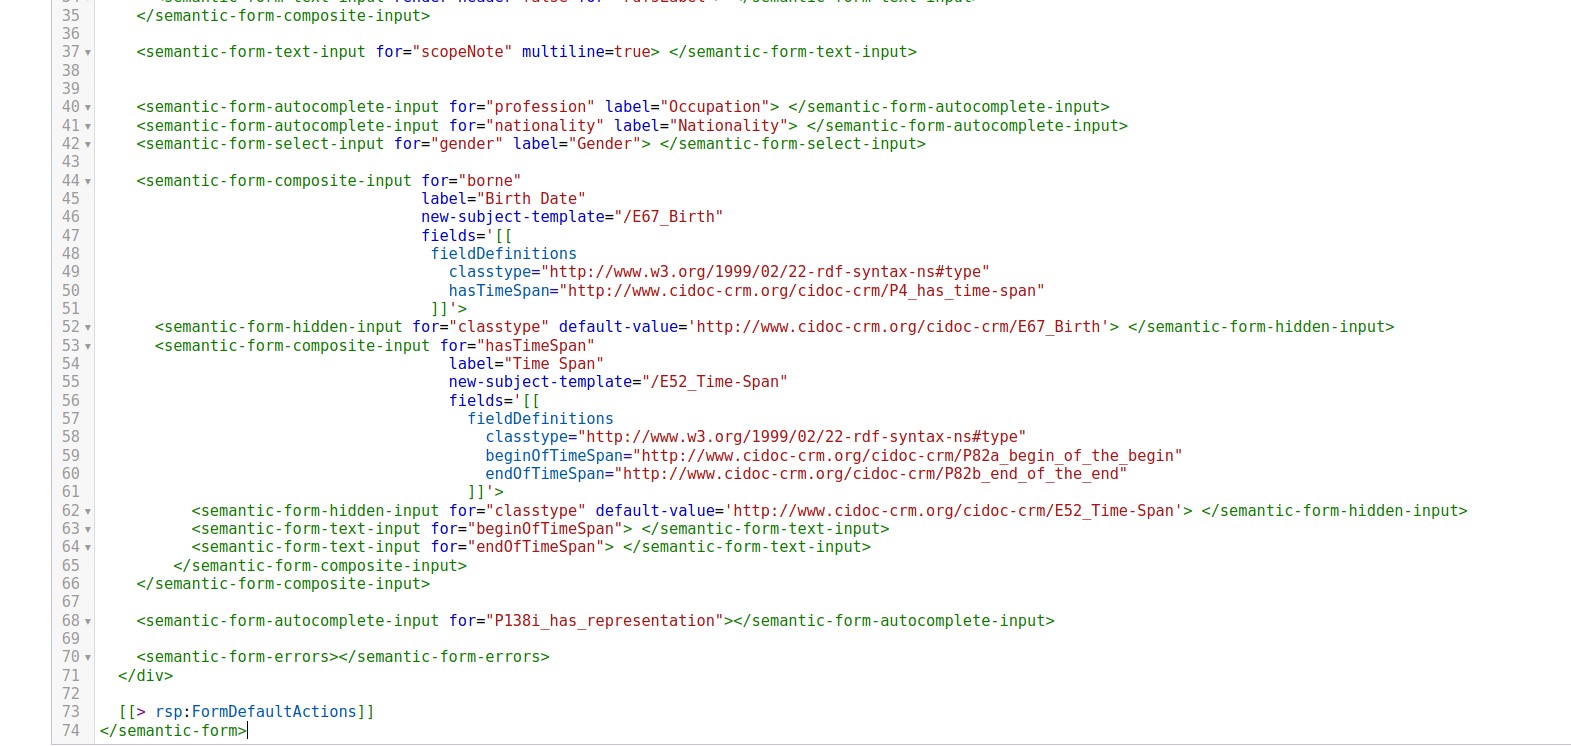 35 </semantic-form-composite-input>
36
37 <semantic-form-text-input for="scopeNote" multiline=true> </semantic-form-text-input>
38
39
40 <semantic-form-autocomplete-input for="profession" label="Occupation"> </semantic-form-autocomplete-input>
41 <semantic-form-autocomplete-input for="nationality" label="Nationality"> </semantic-form-autocomplete-input>
42 <semantic-form-select-input for="gender" label="Gender"> </semantic-form-select-input>
43
44 <semantic-form-composite-input for="borne"
45 label="Birth Date"
46 new-subject-template="/E67_Birth"
47 fields='[[
48 fieldDefinitions
49 classtype="http://www.w3.org/1999/02/22-rdf-syntax-ns#type"
50 hasTimeSpan="http://www.cidoc-crm.org/cidoc-crm/P4_has_time-span"
51 ]]'>
52 <semantic-form-hidden-input for="classtype" default-value='http://www.cidoc-crm.org/cidoc-crm/E67_Birth'> </semantic-form-hidden-input>
53 <semantic-form-composite-input for="hasTimeSpan"
54 label="Time Span"
55 new-subject-template="/E52_Time-Span"
56 fields='[[
57 fieldDefinitions
58 classtype="http://www.w3.org/1999/02/22-rdf-syntax-ns#type"
59 beginOfTimeSpan="http://www.cidoc-crm.org/cidoc-crm/P82a_begin_of_the_begin"
60 endOfTimeSpan="http://www.cidoc-crm.org/cidoc-crm/P82b_end_of_the_end"
61 ]]'>
62 <semantic-form-hidden-input for="classtype" default-value='http://www.cidoc-crm.org/cidoc-crm/E52_Time-Span'> </semantic-form-hidden-input>
63 <semantic-form-text-input for="beginOfTimeSpan"> </semantic-form-text-input>
64 <semantic-form-text-input for="endOfTimeSpan"> </semantic-form-text-input>
65 </semantic-form-composite-input>
66 </semantic-form-composite-input>
67
68 <semantic-form-autocomplete-input for="P138i_has_representation"></semantic-form-autocomplete-input>
69
70 <semantic-form-errors></semantic-form-errors>
71 </div>
72
73 [[> rsp:FormDefaultActions]]
74 </semantic-form>